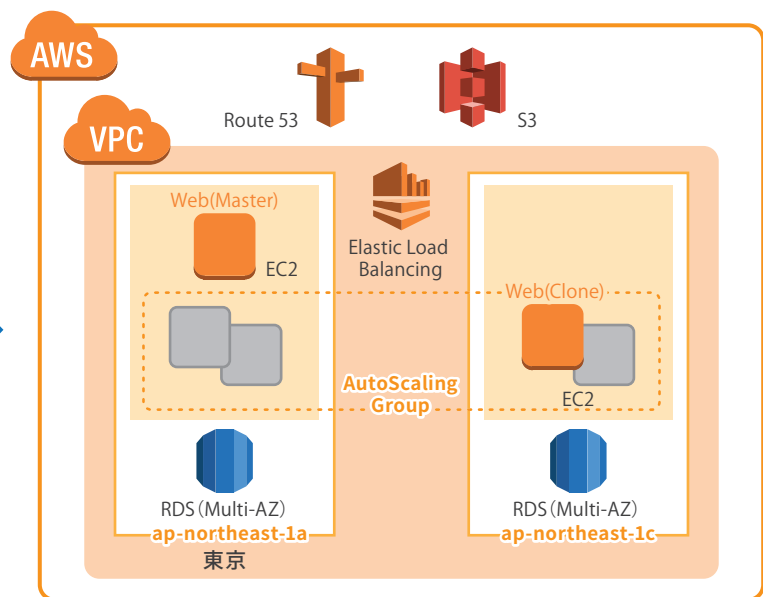 AWS
Route 53
S3
VPC
Web(Master)
EC2
Elastic Load
Balancing
Web(Clone)
AutoScaling
Group
EC2
RDS(Multi-AZ)
ap-northeast-1a
東京
RDS(Multi-AZ)
ap-northeast-1c